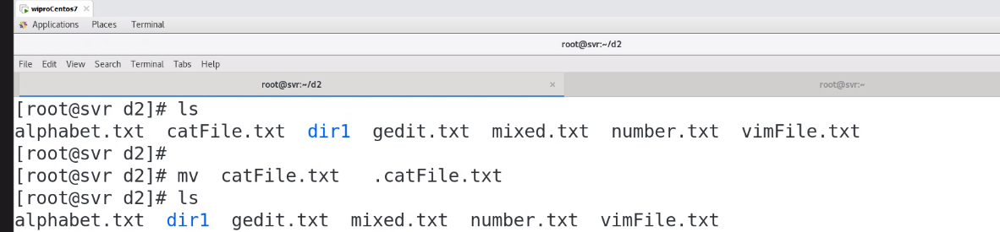 wiproCentos7 ×
Applications Places Terminal
root@svr:~/d2
File Edit View Search Terminal Tabs Help
root@svr:~/d2 × root@svr:~
[root@svr d2]# ls
alphabet.txt catFile.txt dir1 gedit.txt mixed.txt number.txt vimFile.txt
[root@svr d2]#
[root@svr d2]# mv catFile.txt .catFile.txt
[root@svr d2]# ls
alphabet.txt dir1 gedit.txt mixed.txt number.txt vimFile.txt